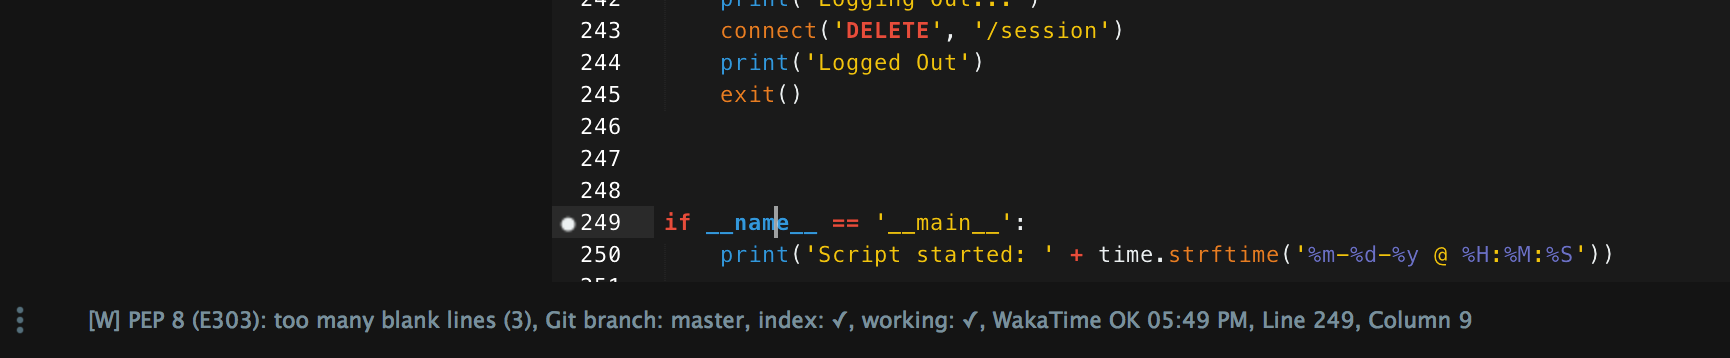 242 print('Logging Out...')
243 connect('DELETE', '/session')
244 print('Logged Out')
245 exit()
246
247
248
249 if __name__ == '__main__':
250 print('Script started: ' + time.strftime('%m-%d-%y @ %H:%M:%S'))
251
[W] PEP 8 (E303): too many blank lines (3), Git branch: master, index: ✓, working: ✓, WakaTime OK 05:49 PM, Line 249, Column 9